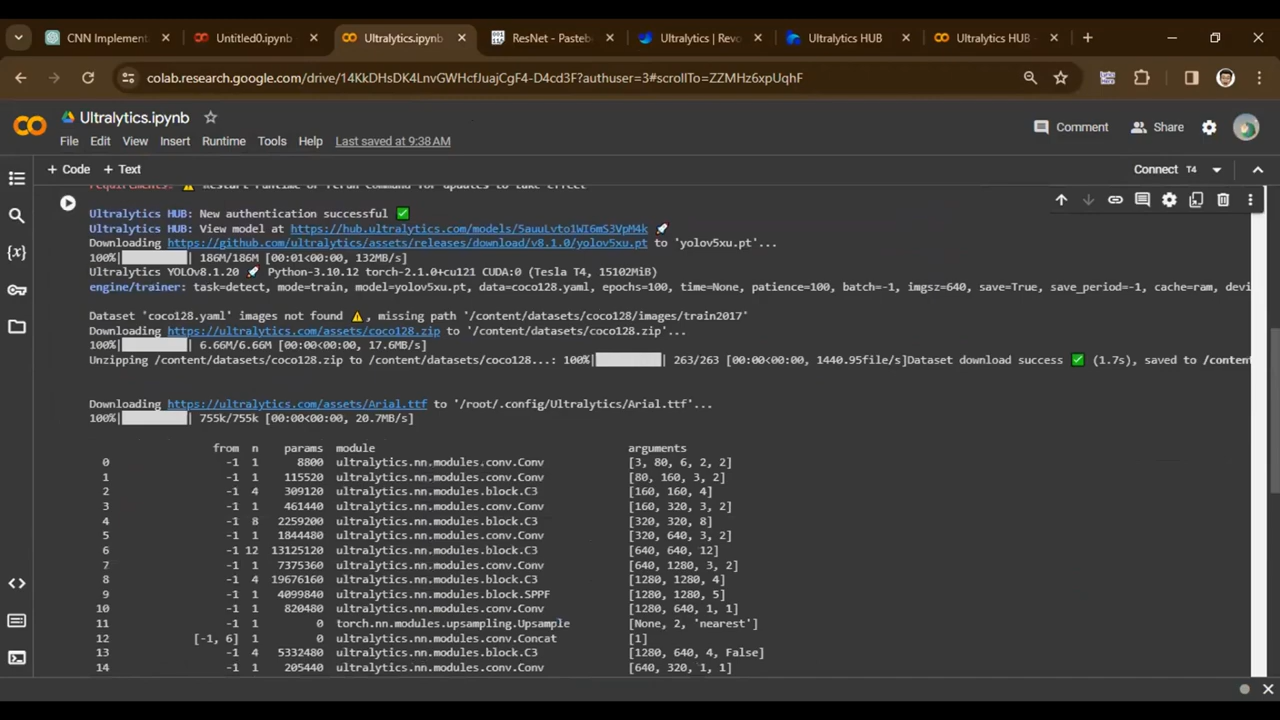 CNN Implement
Untitled0.ipynb
Ultralytics.ipynb
ResNet - Pasteb
Ultralytics | Revo
Ultralytics HUB
Ultralytics HUB -
colab.research.google.com/drive/14KkDHsDK4LnvGWHcfJuajCgF4-D4cd3F?authuser=3#scrollTo=ZZMHz6xpUqhF
Ultralytics.ipynb
Comment
Share
File Edit View Insert Runtime Tools Help Last saved at 9:38 AM
+ Code + Text
Connect T4
requirements: ⚠️ Restart runtime or rerun command for updates to take effect
Ultralytics HUB: New authentication successful ✅
Ultralytics HUB: View model at https://hub.ultralytics.com/models/5auuLvto1WI6mS3VpM4k 🚀
Downloading https://github.com/ultralytics/assets/releases/download/v8.1.0/yolov5xu.pt to 'yolov5xu.pt'...
100%|██████████| 186M/186M [00:01<00:00, 132MB/s]
Ultralytics YOLOv8.1.20 🚀 Python-3.10.12 torch-2.1.0+cu121 CUDA:0 (Tesla T4, 15102MiB)
engine/trainer: task=detect, mode=train, model=yolov5xu.pt, data=coco128.yaml, epochs=100, time=None, patience=100, batch=-1, imgsz=640, save=True, save_period=-1, cache=ram, devi
Dataset 'coco128.yaml' images not found ⚠️, missing path '/content/datasets/coco128/images/train2017'
Downloading https://ultralytics.com/assets/coco128.zip to '/content/datasets/coco128.zip'...
100%|██████████| 6.66M/6.66M [00:00<00:00, 17.6MB/s]
Unzipping /content/datasets/coco128.zip to /content/datasets/coco128...: 100%|██████████| 263/263 [00:00<00:00, 1440.95file/s]Dataset download success ✅ (1.7s), saved to /content
Downloading https://ultralytics.com/assets/Arial.ttf to '/root/.config/Ultralytics/Arial.ttf'...
100%|██████████| 755k/755k [00:00<00:00, 20.7MB/s]
from n params module arguments
0 -1 1 8800 ultralytics.nn.modules.conv.Conv [3, 80, 6, 2, 2]
1 -1 1 115520 ultralytics.nn.modules.conv.Conv [80, 160, 3, 2]
2 -1 4 309120 ultralytics.nn.modules.block.C3 [160, 160, 4]
3 -1 1 461440 ultralytics.nn.modules.conv.Conv [160, 320, 3, 2]
4 -1 8 2259200 ultralytics.nn.modules.block.C3 [320, 320, 8]
5 -1 1 1844480 ultralytics.nn.modules.conv.Conv [320, 640, 3, 2]
6 -1 12 13125120 ultralytics.nn.modules.block.C3 [640, 640, 12]
7 -1 1 7375360 ultralytics.nn.modules.conv.Conv [640, 1280, 3, 2]
8 -1 4 19676160 ultralytics.nn.modules.block.C3 [1280, 1280, 4]
9 -1 1 4099840 ultralytics.nn.modules.block.SPPF [1280, 1280, 5]
10 -1 1 820480 ultralytics.nn.modules.conv.Conv [1280, 640, 1, 1]
11 -1 1 0 torch.nn.modules.upsampling.Upsample [None, 2, 'nearest']
12 [-1, 6] 1 0 ultralytics.nn.modules.conv.Concat [1]
13 -1 4 5332480 ultralytics.nn.modules.block.C3 [1280, 640, 4, False]
14 -1 1 205440 ultralytics.nn.modules.conv.Conv [640, 320, 1, 1]